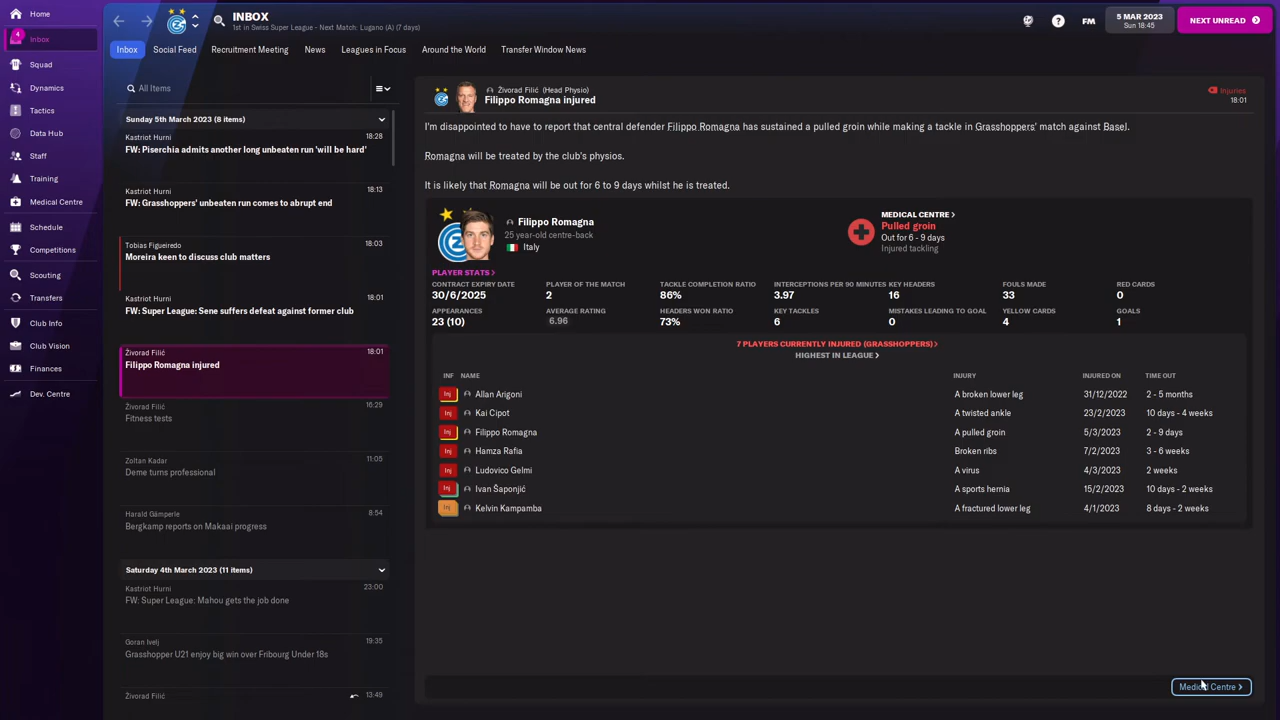 Home
INBOX
1st in Swiss Super League - Next Match: Lugano (A) (7 days)
FM
5 MAR 2023
Sun 18:45
NEXT UNREAD
4
Inbox
Squad
Dynamics
Tactics
Data Hub
Staff
Training
Medical Centre
Schedule
Competitions
Scouting
Transfers
Club Info
Club Vision
Finances
Dev. Centre
Inbox
Social Feed
Recruitment Meeting
News
Leagues in Focus
Around the World
Transfer Window News
All Items
Sunday 5th March 2023 (8 items)
Kastriot Hurni
18:28
FW: Piserchia admits another long unbeaten run 'will be hard'
Kastriot Hurni
18:13
FW: Grasshoppers' unbeaten run comes to abrupt end
Tobias Figueiredo
18:03
Moreira keen to discuss club matters
Kastriot Hurni
18:01
FW: Super League: Sene suffers defeat against former club
Živorad Filić
18:01
Filippo Romagna injured
Živorad Filić
16:29
Fitness tests
Zoltan Kadar
11:05
Deme turns professional
Harald Gämperle
8:54
Bergkamp reports on Makaai progress
Saturday 4th March 2023 (11 items)
Kastriot Hurni
23:00
FW: Super League: Mahou gets the job done
Goran Ivelj
19:35
Grasshopper U21 enjoy big win over Fribourg Under 18s
Živorad Filić
13:49
Živorad Filić (Head Physio)
Filippo Romagna injured
Injuries
18:01
I'm disappointed to have to report that central defender Filippo Romagna has sustained a pulled groin while making a tackle in Grasshoppers' match against Basel.
Romagna will be treated by the club's physios.
It is likely that Romagna will be out for 6 to 9 days whilst he is treated.
Filippo Romagna
25 year-old centre-back
Italy
MEDICAL CENTRE
Pulled groin
Out for 6 - 9 days
Injured tackling
PLAYER STATS
CONTRACT EXPIRY DATE PLAYER OF THE MATCH TACKLE COMPLETION RATIO INTERCEPTIONS PER 90 MINUTES KEY HEADERS FOULS MADE RED CARDS
30/6/2025 2 86% 3.97 16 33 0
APPEARANCES AVERAGE RATING HEADERS WON RATIO KEY TACKLES MISTAKES LEADING TO GOAL YELLOW CARDS GOALS
23 (10) 6.96 73% 6 0 4 1
7 PLAYERS CURRENTLY INJURED (GRASSHOPPERS)
HIGHEST IN LEAGUE
INF NAME INJURY INJURED ON TIME OUT
Inj Allan Arigoni A broken lower leg 31/12/2022 2 - 5 months
Inj Kai Cipot A twisted ankle 23/2/2023 10 days - 4 weeks
Inj Filippo Romagna A pulled groin 5/3/2023 2 - 9 days
Inj Hamza Rafia Broken ribs 7/2/2023 3 - 6 weeks
Inj Ludovico Gelmi A virus 4/3/2023 2 weeks
Inj Ivan Šaponjić A sports hernia 15/2/2023 10 days - 2 weeks
Inj Kelvin Kampamba A fractured lower leg 4/1/2023 8 days - 2 weeks
Medical Centre